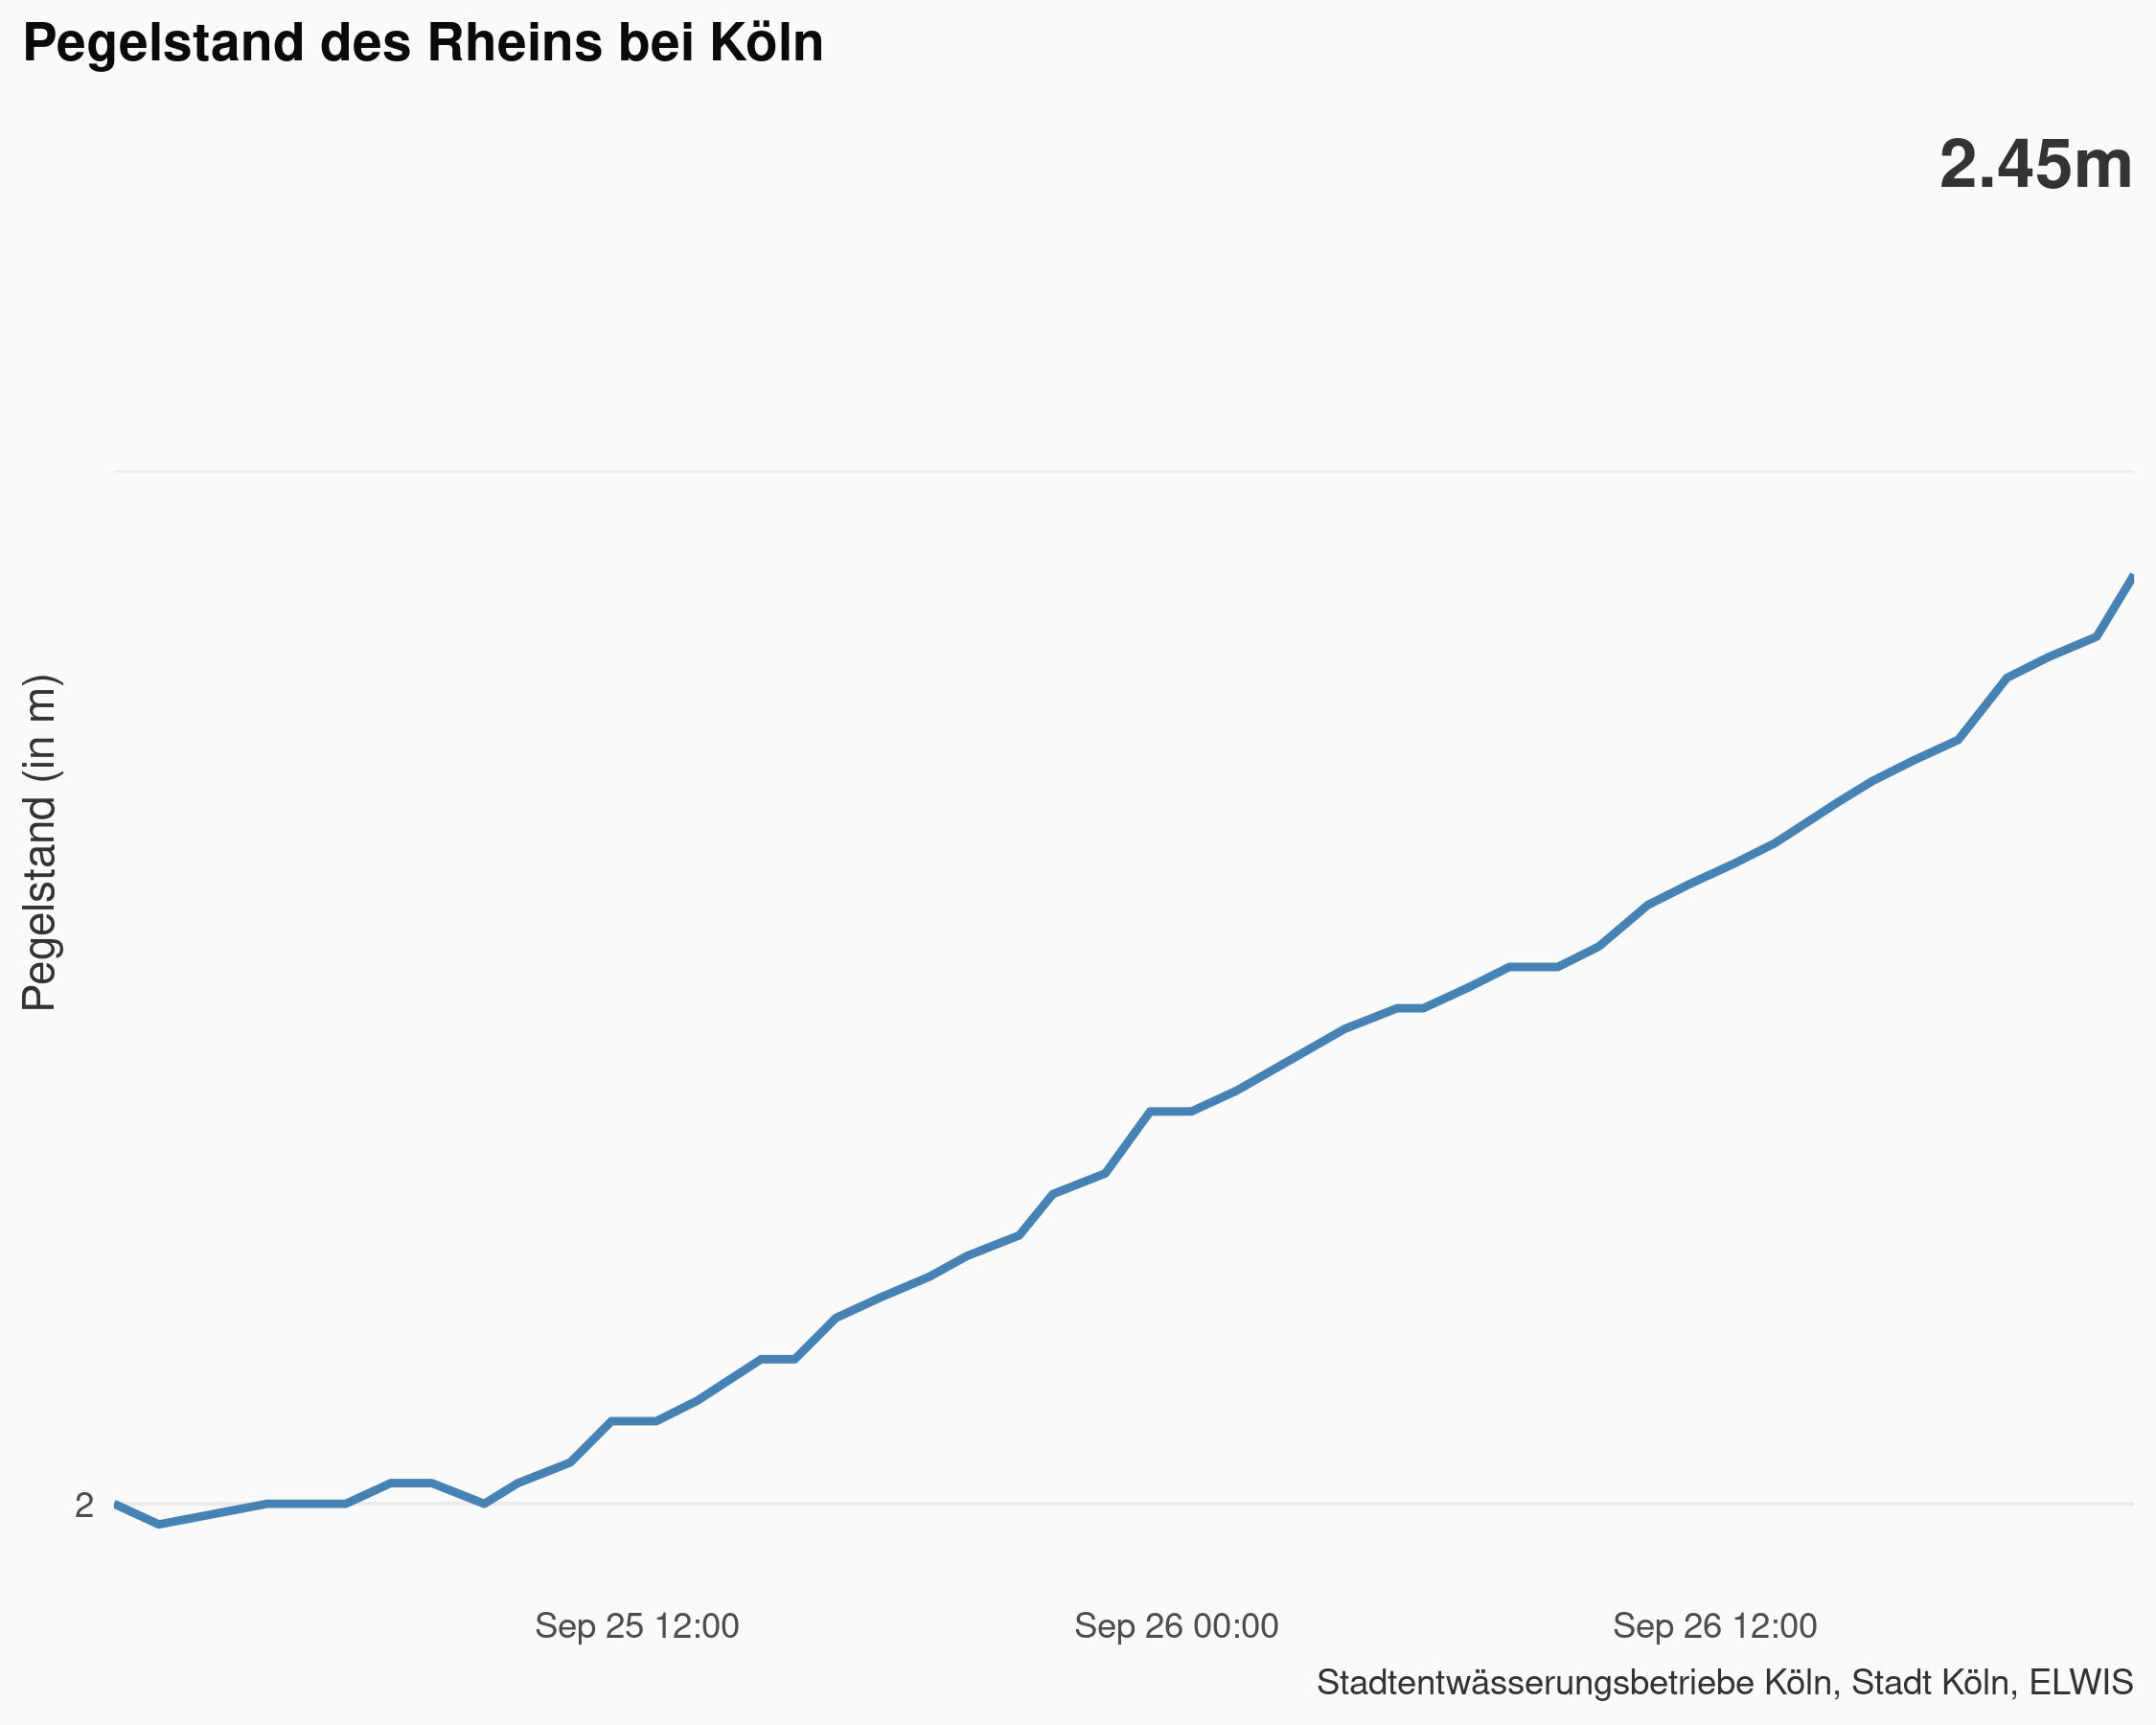 Pegelstand des Rheins bei Köln
2.45m
Pegelstand (in m)
2
Sep 25 12:00
Sep 26 00:00
Sep 26 12:00
Stadtentwässerungsbetriebe Köln, Stadt Köln, ELWIS